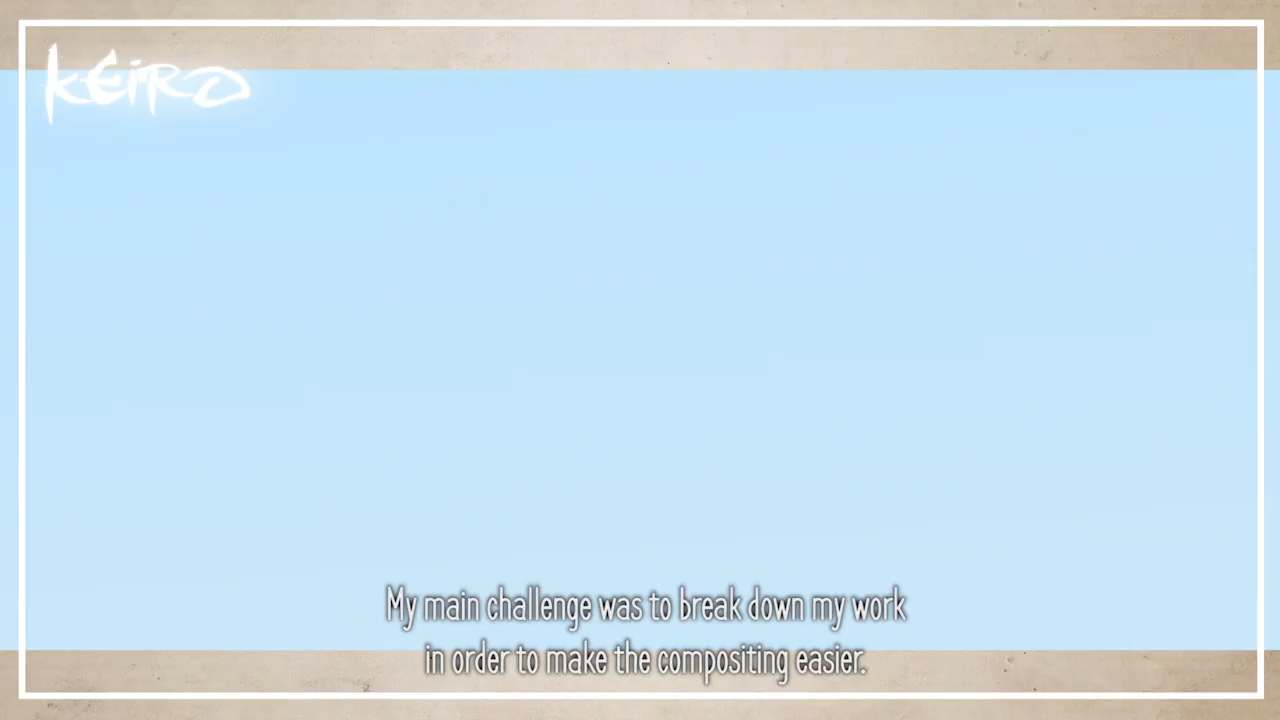 KEiRO
My main challenge was to break down my work
in order to make the compositing easier.